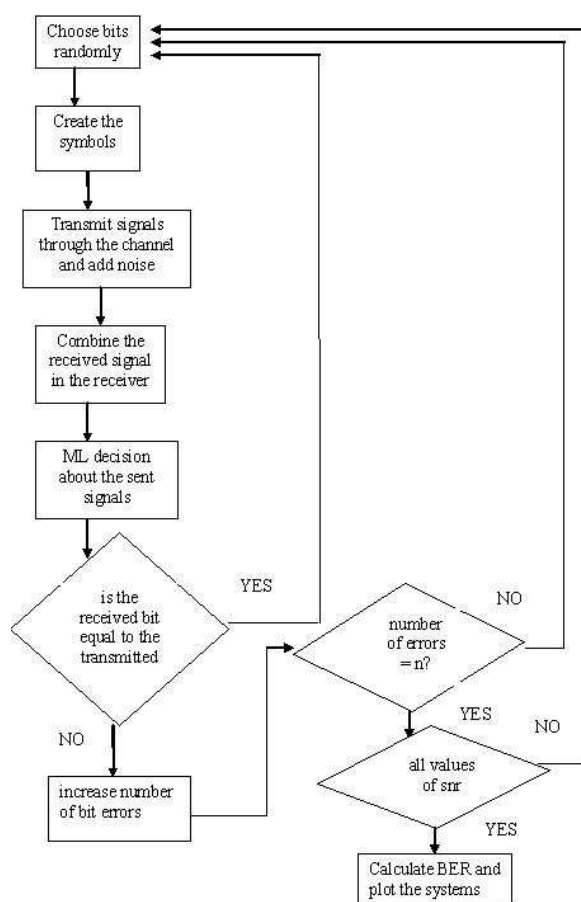 Choose bits
randomly
Create the
symbols
Transmit signals
through the channel
and add noise
Combine the
received signal
in the receiver
ML decision
about the sent
signals
is the
received bit
equal to the
transmitted
YES
NO
increase number
of bit errors
number
of errors
= n?
NO
YES
all values
of snr
NO
YES
Calculate BER and
plot the systems